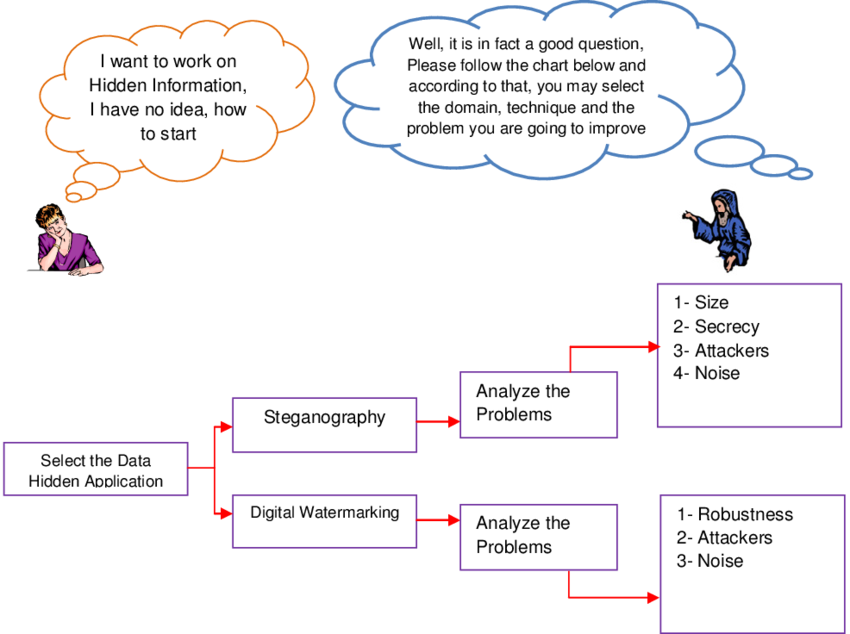 I want to work on
Hidden Information,
I have no idea, how
to start
Well, it is in fact a good question,
Please follow the chart below and
according to that, you may select
the domain, technique and the
problem you are going to improve
1- Size
2- Secrecy
3- Attackers
4- Noise
Analyze the
Problems
Steganography
Select the Data
Hidden Application
Digital Watermarking
Analyze the
Problems
1- Robustness
2- Attackers
3- Noise